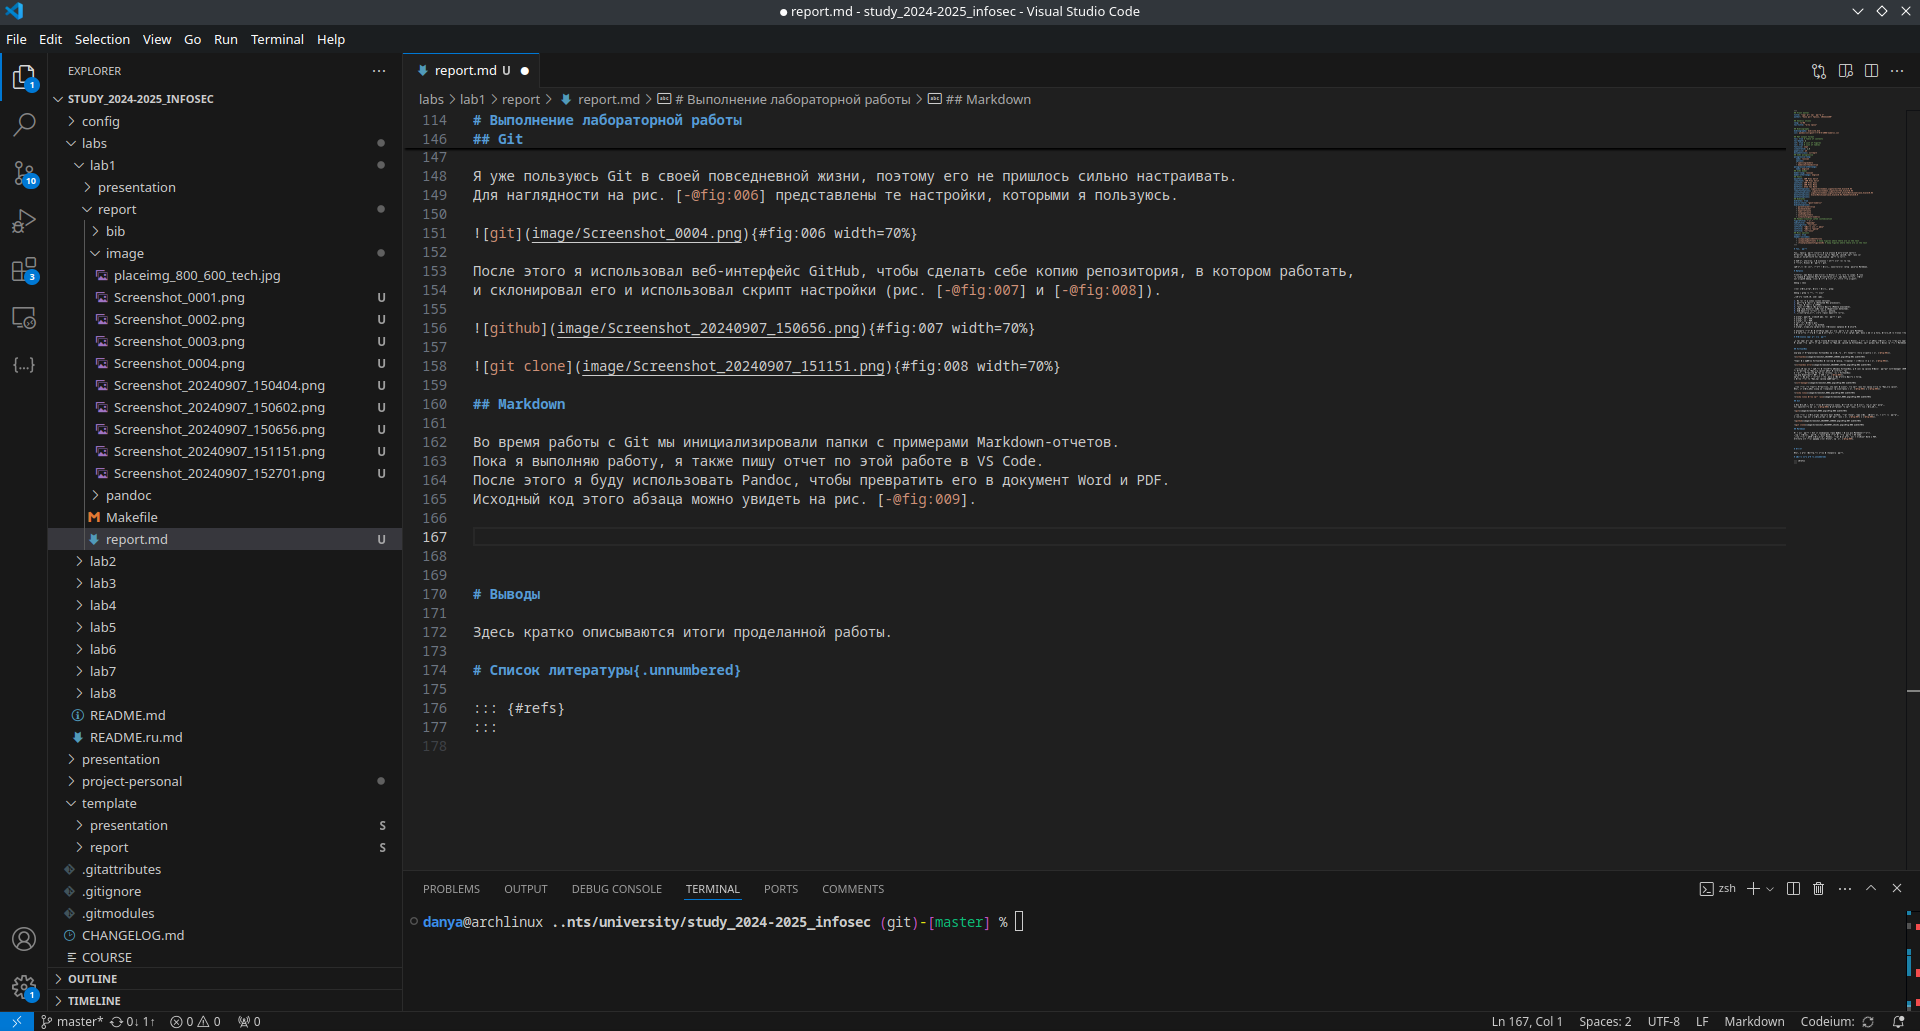 report.md - study_2024-2025_infosec - Visual Studio Code
File Edit Selection View Go Run Terminal Help
EXPLORER
STUDY_2024-2025_INFOSEC
config
labs
lab1
presentation
report
bib
image
placeimg_800_600_tech.jpg
Screenshot_0001.png U
Screenshot_0002.png U
Screenshot_0003.png U
Screenshot_0004.png U
Screenshot_20240907_150404.png U
Screenshot_20240907_150602.png U
Screenshot_20240907_150656.png U
Screenshot_20240907_151151.png U
Screenshot_20240907_152701.png U
pandoc
Makefile
report.md U
lab2
lab3
lab4
lab5
lab6
lab7
lab8
README.md
README.ru.md
presentation
project-personal
template
presentation S
report S
.gitattributes
.gitignore
.gitmodules
CHANGELOG.md
COURSE
OUTLINE
TIMELINE
1
10
3
1
report.md U
labs > lab1 > report > report.md > # Выполнение лабораторной работы > ## Markdown
114 # Выполнение лабораторной работы
146 ## Git
147
148 Я уже пользуюсь Git в своей повседневной жизни, поэтому его не пришлось сильно настраивать.
149 Для наглядности на рис. [-@fig:006] представлены те настройки, которыми я пользуюсь.
150
151 ![git](image/Screenshot_0004.png){#fig:006 width=70%}
152
153 После этого я использовал веб-интерфейс GitHub, чтобы сделать себе копию репозитория, в котором работать,
154 и склонировал его и использовал скрипт настройки (рис. [-@fig:007] и [-@fig:008]).
155
156 ![github](image/Screenshot_20240907_150656.png){#fig:007 width=70%}
157
158 ![git clone](image/Screenshot_20240907_151151.png){#fig:008 width=70%}
159
160 ## Markdown
161
162 Во время работы с Git мы инициализировали папки с примерами Markdown-отчетов.
163 Пока я выполняю работу, я также пишу отчет по этой работе в VS Code.
164 После этого я буду использовать Pandoc, чтобы превратить его в документ Word и PDF.
165 Исходный код этого абзаца можно увидеть на рис. [-@fig:009].
166
167
168
169
170 # Выводы
171
172 Здесь кратко описываются итоги проделанной работы.
173
174 # Список литературы{.unnumbered}
175
176 ::: {#refs}
177 :::
178
PROBLEMS OUTPUT DEBUG CONSOLE TERMINAL PORTS COMMENTS
zsh
danya@archlinux ..nts/university/study_2024-2025_infosec (git)-[master] %
master* 0↓ 1↑ 0 0 0
Ln 167, Col 1 Spaces: 2 UTF-8 LF Markdown Codeium: